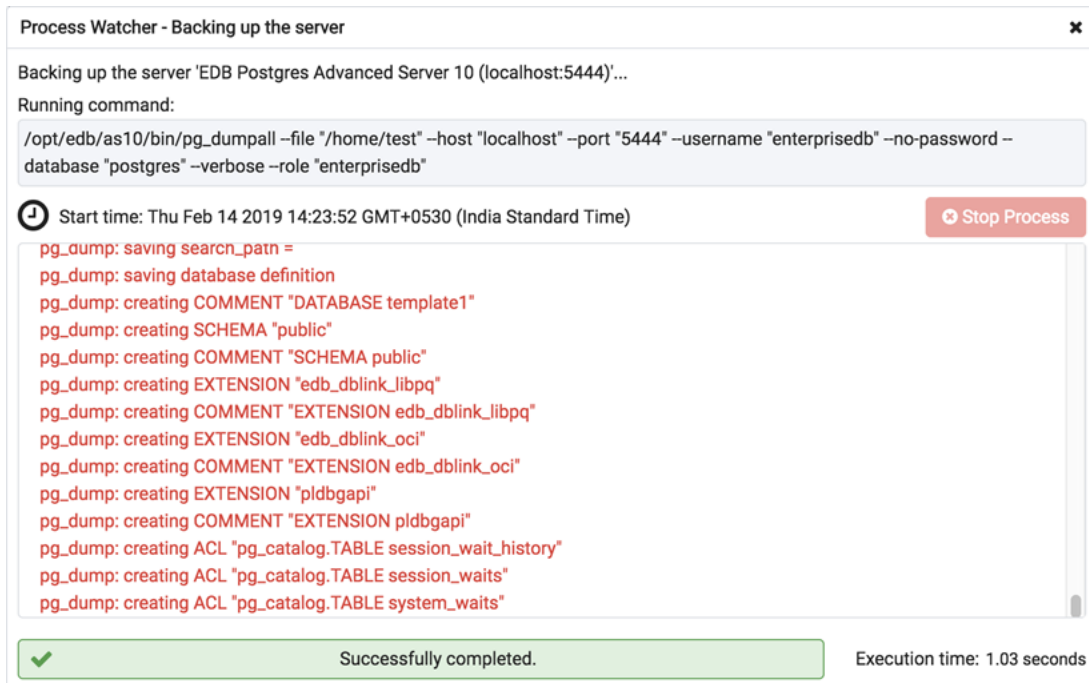 Process Watcher - Backing up the server
Backing up the server 'EDB Postgres Advanced Server 10 (localhost:5444)'...
Running command:
/opt/edb/as10/bin/pg_dumpall --file "/home/test" --host "localhost" --port "5444" --username "enterprisedb" --no-password --
database "postgres" --verbose --role "enterprisedb"
Start time: Thu Feb 14 2019 14:23:52 GMT+0530 (India Standard Time)
Stop Process
pg_dump: saving search_path =
pg_dump: saving database definition
pg_dump: creating COMMENT "DATABASE template1"
pg_dump: creating SCHEMA "public"
pg_dump: creating COMMENT "SCHEMA public"
pg_dump: creating EXTENSION "edb_dblink_libpq"
pg_dump: creating COMMENT "EXTENSION edb_dblink_libpq"
pg_dump: creating EXTENSION "edb_dblink_oci"
pg_dump: creating COMMENT "EXTENSION edb_dblink_oci"
pg_dump: creating EXTENSION "pldbgapi"
pg_dump: creating COMMENT "EXTENSION pldbgapi"
pg_dump: creating ACL "pg_catalog.TABLE session_wait_history"
pg_dump: creating ACL "pg_catalog.TABLE session_waits"
pg_dump: creating ACL "pg_catalog.TABLE system_waits"
Successfully completed.
Execution time: 1.03 seconds